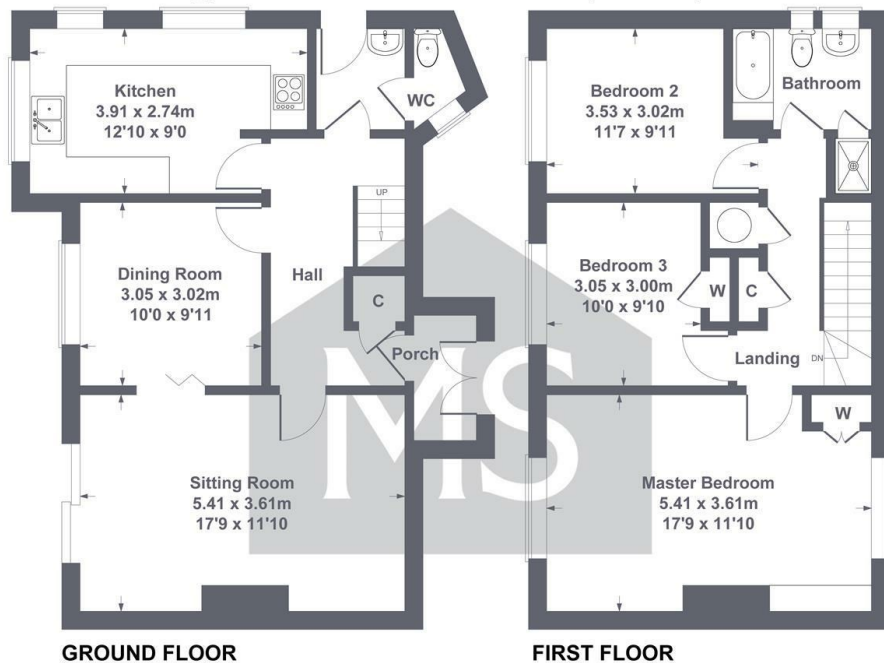 Kitchen
3.91 x 2.74m
12'10 x 9'0
WC
UP
Dining Room
3.05 x 3.02m
10'0 x 9'11
Hall
C
Porch
Sitting Room
5.41 x 3.61m
17'9 x 11'10
GROUND FLOOR
Bedroom 2
3.53 x 3.02m
11'7 x 9'11
Bathroom
Bedroom 3
3.05 x 3.00m
10'0 x 9'10
W
C
Landing
DN
W
Master Bedroom
5.41 x 3.61m
17'9 x 11'10
FIRST FLOOR
MS